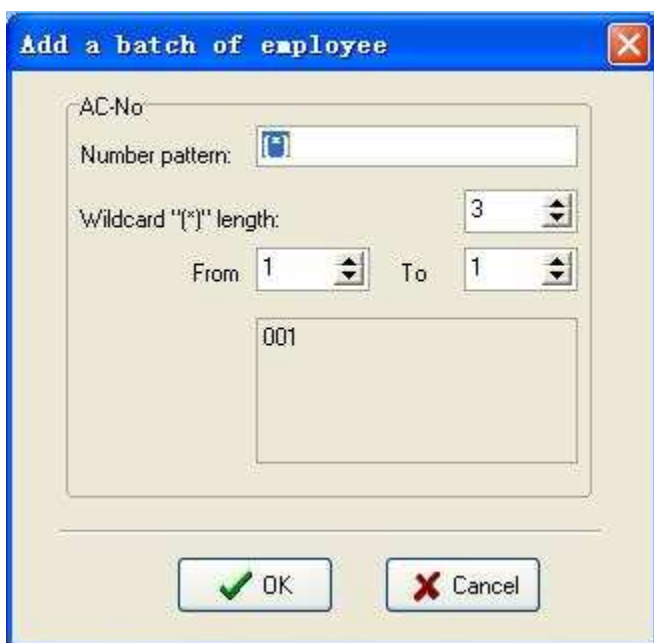 Add a batch of employee
AC-No
Number pattern: (*)
Wildcard "(*)" length: 3
From 1 To 1
001
OK Cancel